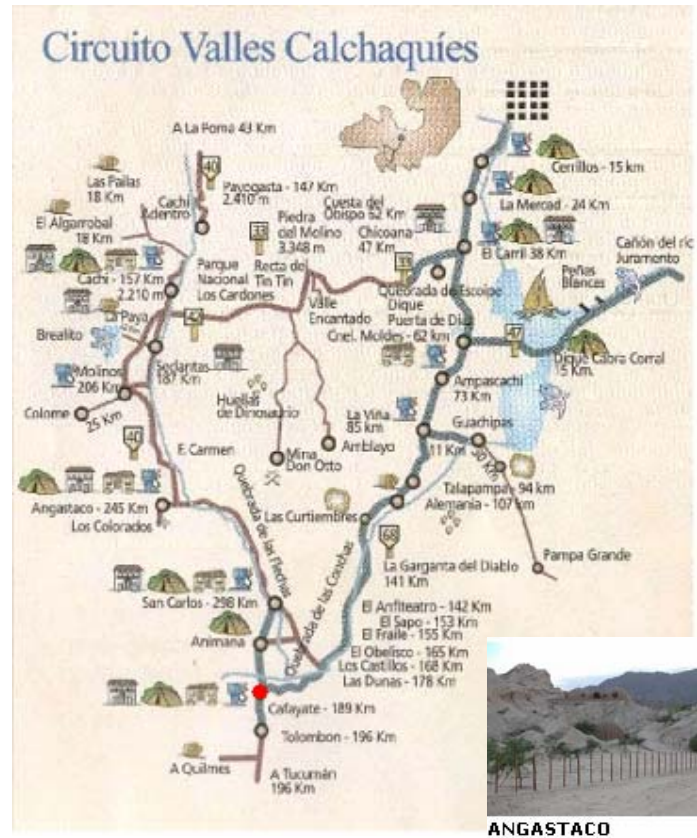 Circuito Valles Calchaquíes
A La Poma 43 Km
40
Payogasta - 147 Km
2.410 m
Las Pailas
18 Km
Cachi
Adentro
El Algarrobal
18 Km
Cachi - 157 Km
2.210 m
Parque
Nacional
Los Cardones
33
Piedra
del Molino
3.348 m
Recta del
Tin Tin
Cuesta del
Obispo 62 Km
Chicoana
47 Km
33
Cerrillos - 15 km
La Merced - 24 Km
El Carril 38 Km
Quebrada de Escoipe
Dique
Puerta de Díaz
Cnel. Moldes - 62 km
Cañón del río
Juramento
Peñas
Blances
47
Dique Cabra Corral
15 Km.
Valle
Encantado
La Paya
42
Brealito
Seclantas
187 Km
Molinos
206 Km
Colome
25 Km
40
Huellas
de Dinosaurio
Mina
Don Otto
Amblayo
Ampascachi
73 Km
La Viña
85 km
11 Km
Guachipas
30 Km
Talapampa - 94 km
Alemania - 107 km
Pampa Grande
E. Carmen
Angastaco - 245 Km
Los Colorados
Quebrada de las Flechas
Las Curtiembres
68
Quebrada de las Conchas
La Garganta del Diablo
141 Km
El Anfiteatro - 142 Km
El Sapo - 153 Km
El Fraile - 155 Km
El Obelisco - 165 Km
Los Castillos - 168 Km
Las Dunas - 178 Km
San Carlos - 298 Km
Animana
Cafayate - 189 Km
Tolombon - 196 Km
A Quilmes
A Tucumán
196 Km
ANGASTACO